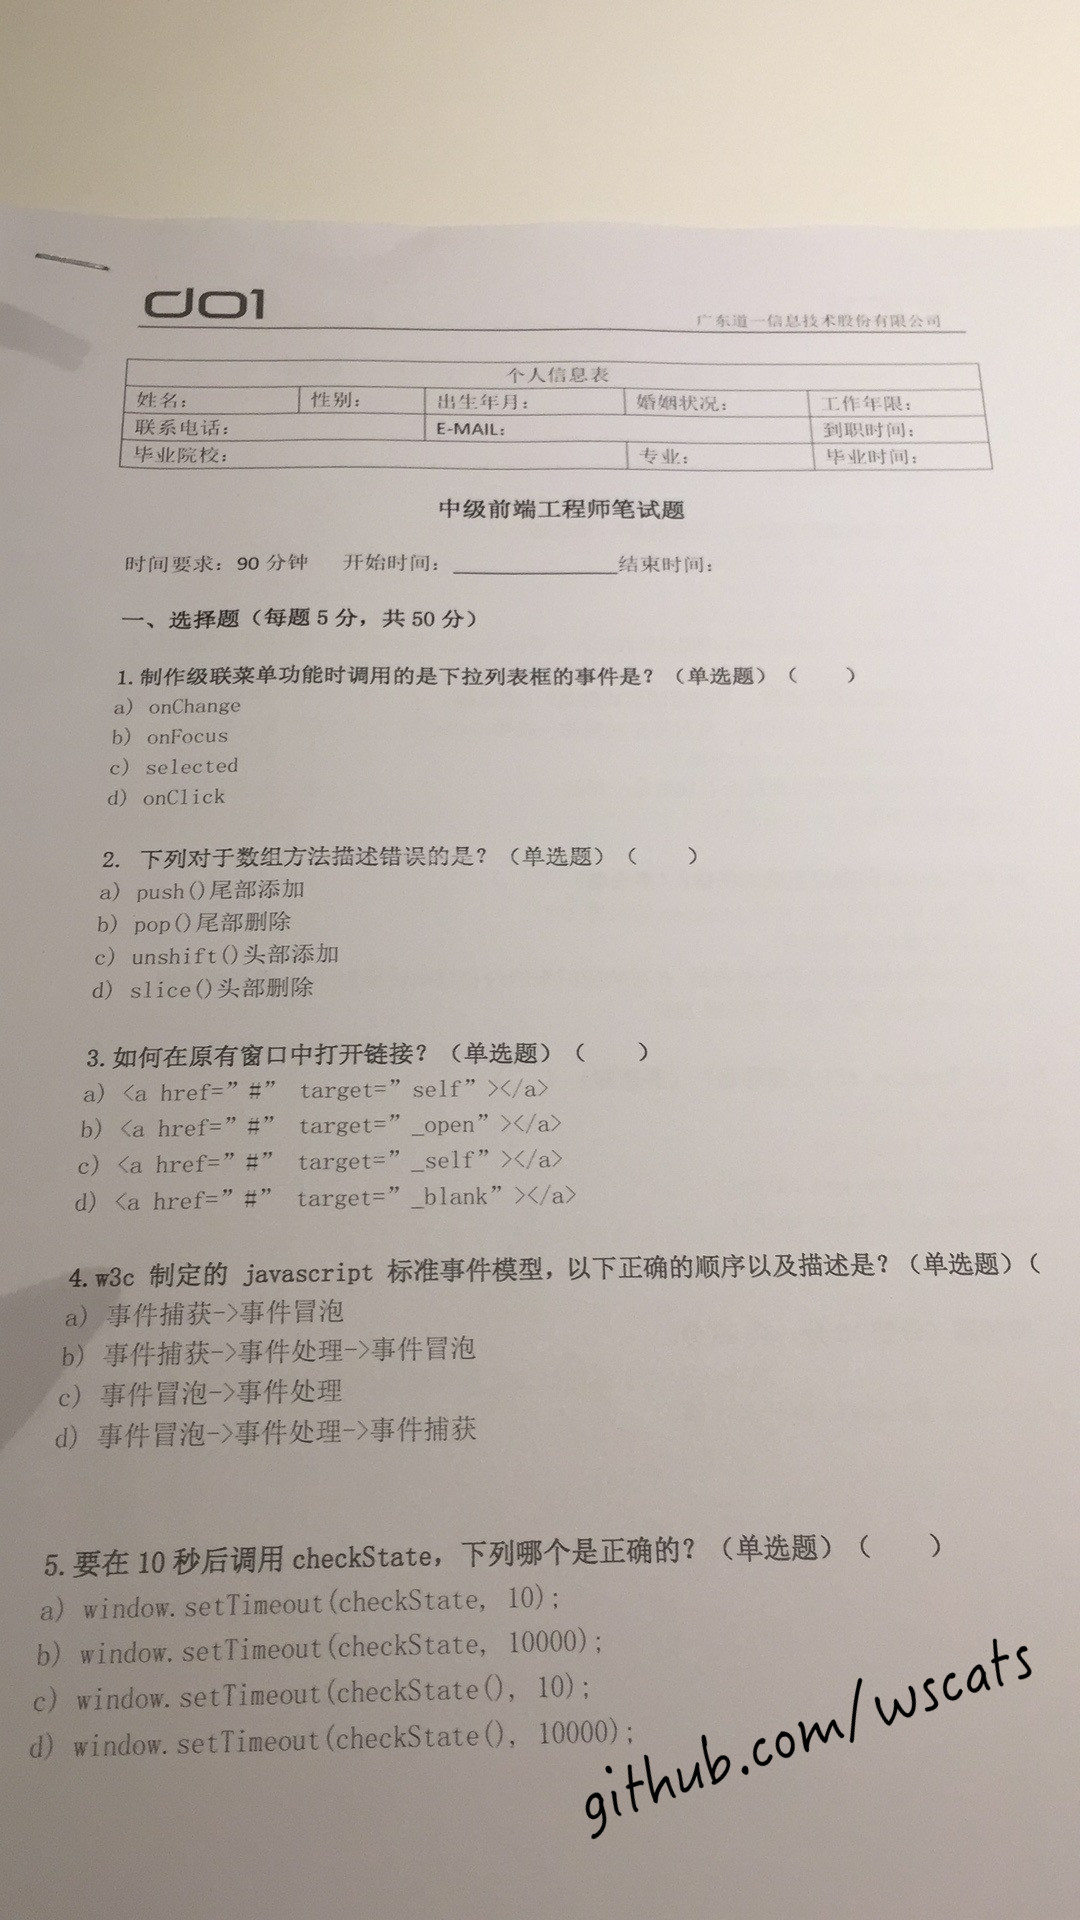 do1
广东道一信息技术股份有限公司
个人信息表
姓名: 性别: 出生年月: 婚姻状况: 工作年限:
联系电话: E-MAIL: 到职时间:
毕业院校: 专业: 毕业时间:
中级前端工程师笔试题
时间要求: 90 分钟 开始时间: ____________结束时间:
一、选择题（每题 5 分，共 50 分）
1. 制作级联菜单功能时调用的是下拉列表框的事件是? （单选题）（ ）
a) onChange
b) onFocus
c) selected
d) onClick
2. 下列对于数组方法描述错误的是? （单选题）（ ）
a) push()尾部添加
b) pop()尾部删除
c) unshift()头部添加
d) slice()头部删除
3. 如何在原有窗口中打开链接? （单选题）（ ）
a) <a href=”#” target=”self”></a>
b) <a href=”#” target=”_open”></a>
c) <a href=”#” target=”_self”></a>
d) <a href=”#” target=”_blank”></a>
4. w3c 制定的 javascript 标准事件模型，以下正确的顺序以及描述是? （单选题）（
a) 事件捕获->事件冒泡
b) 事件捕获->事件处理->事件冒泡
c) 事件冒泡->事件处理
d) 事件冒泡->事件处理->事件捕获
5. 要在 10 秒后调用 checkState，下列哪个是正确的? （单选题）（ ）
a) window.setTimeout(checkState, 10);
b) window.setTimeout(checkState, 10000);
c) window.setTimeout(checkState(), 10);
d) window.setTimeout(checkState(), 10000);
github.com/wscats